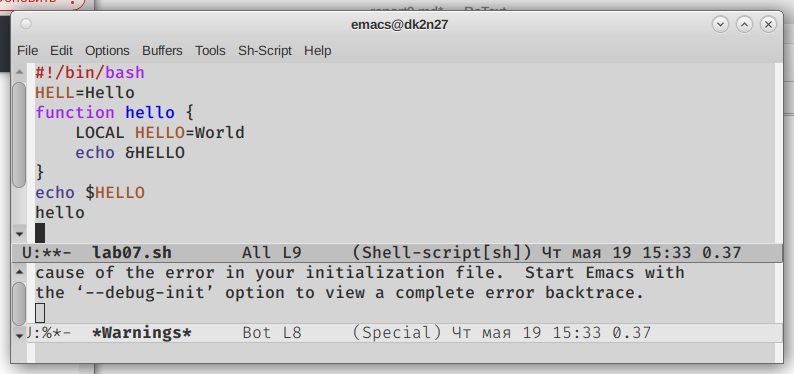 emacs@dk2n27
File Edit Options Buffers Tools Sh-Script Help
#!/bin/bash
HELL=Hello
function hello {
    LOCAL HELLO=World
    echo &HELLO
}
echo $HELLO
hello
U:**-  lab07.sh       All L9     (Shell-script[sh]) Чт мая 19 15:33 0.37
cause of the error in your initialization file.  Start Emacs with
the ‘--debug-init’ option to view a complete error backtrace.
U:%*-  *Warnings*     Bot L8     (Special) Чт мая 19 15:33 0.37